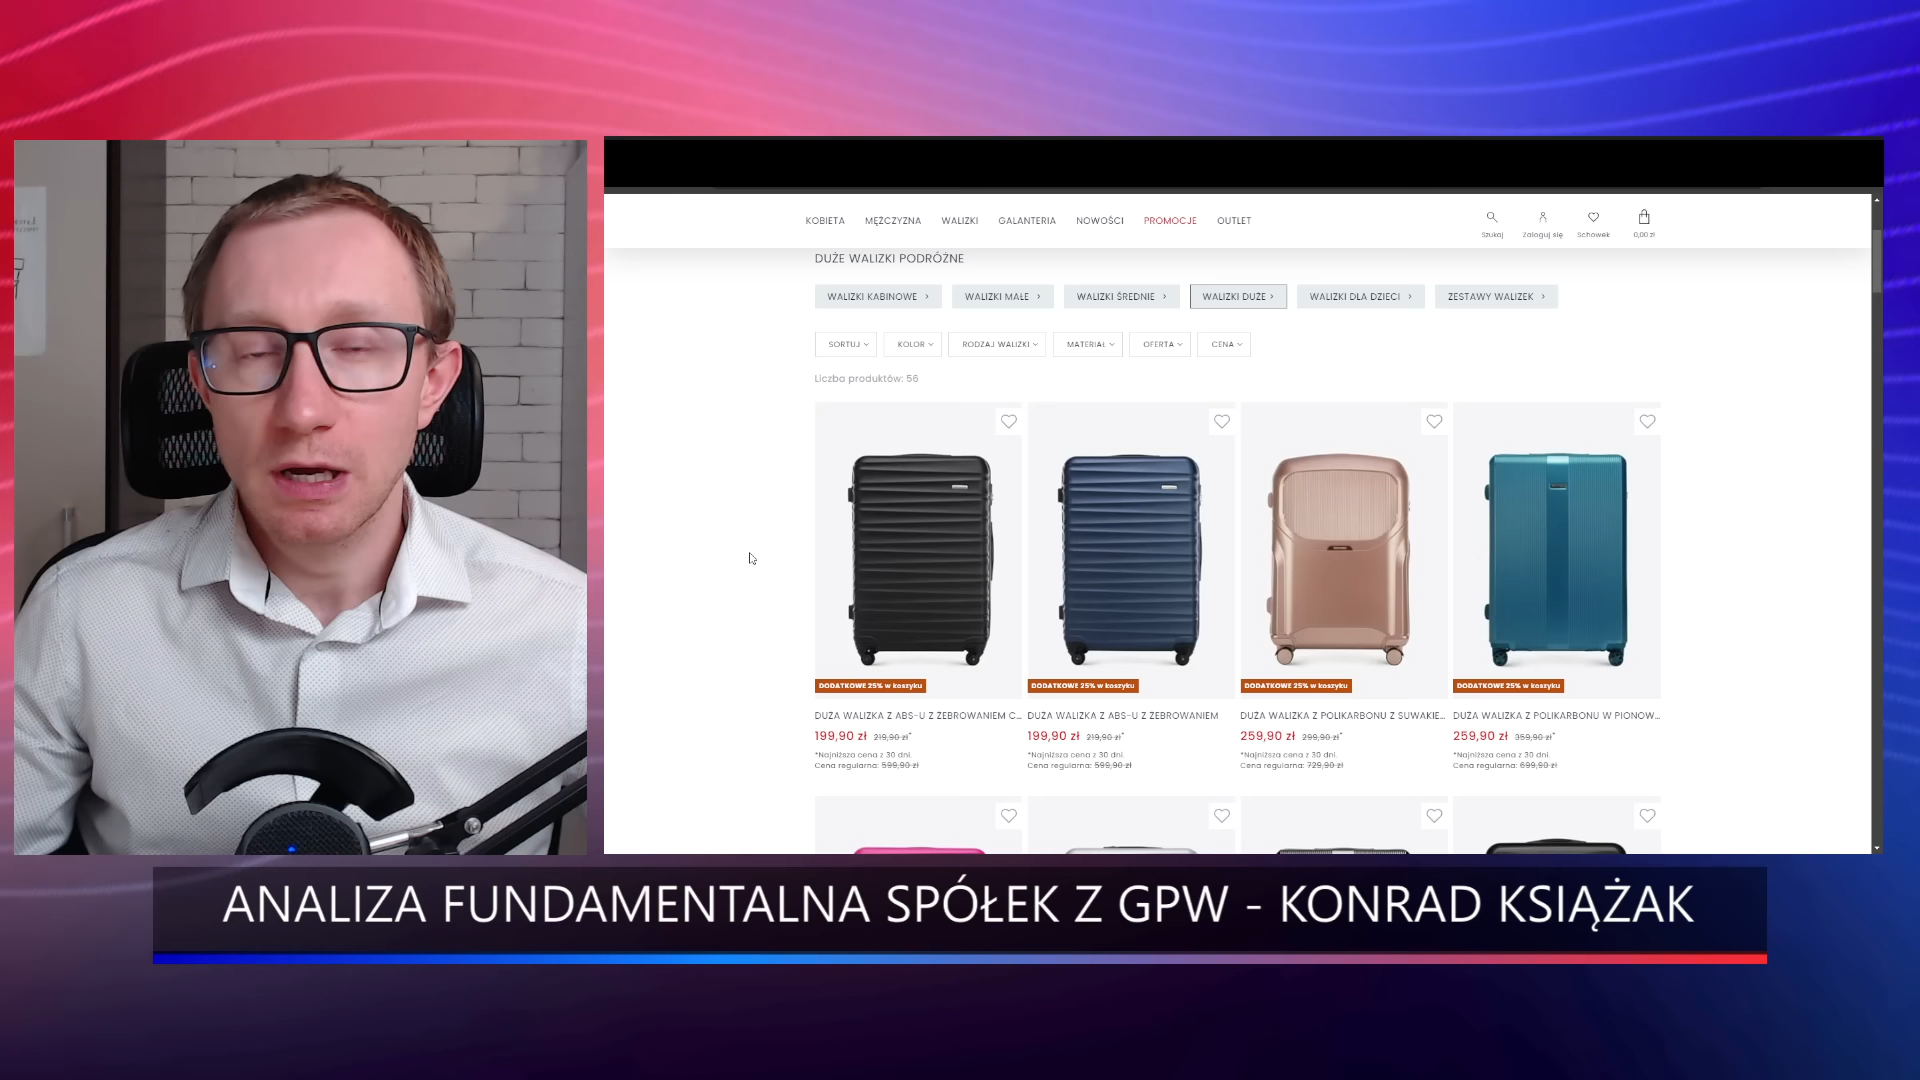 KOBIETA MĘŻCZYZNA WALIZKI GALANTERIA NOWOŚCI PROMOCJE OUTLET
Szukaj Zaloguj się Schowek 0,00 zł
DUŻE WALIZKI PODRÓŻNE
WALIZKI KABINOWE WALIZKI MAŁE WALIZKI ŚREDNIE WALIZKI DUŻE WALIZKI DLA DZIECI ZESTAWY WALIZEK
SORTUJ KOLOR RODZAJ WALIZKI MATERIAŁ OFERTA CENA
Liczba produktów: 56
DODATKOWE 25% w koszyku DODATKOWE 25% w koszyku DODATKOWE 25% w koszyku DODATKOWE 25% w koszyku
DUŻA WALIZKA Z ABS-U Z ŻEBROWANIEM C... DUŻA WALIZKA Z ABS-U Z ŻEBROWANIEM DUŻA WALIZKA Z POLIKARBONU Z SUWAKIE... DUŻA WALIZKA Z POLIKARBONU W PIONOW...
199,90 zł 219,90 zł* 199,90 zł 219,90 zł* 259,90 zł 299,90 zł* 259,90 zł 359,90 zł*
*Najniższa cena z 30 dni. *Najniższa cena z 30 dni. *Najniższa cena z 30 dni. *Najniższa cena z 30 dni.
Cena regularna: 599,90 zł Cena regularna: 599,90 zł Cena regularna: 729,90 zł Cena regularna: 699,90 zł
ANALIZA FUNDAMENTALNA SPÓŁEK Z GPW - KONRAD KSIĄŻAK